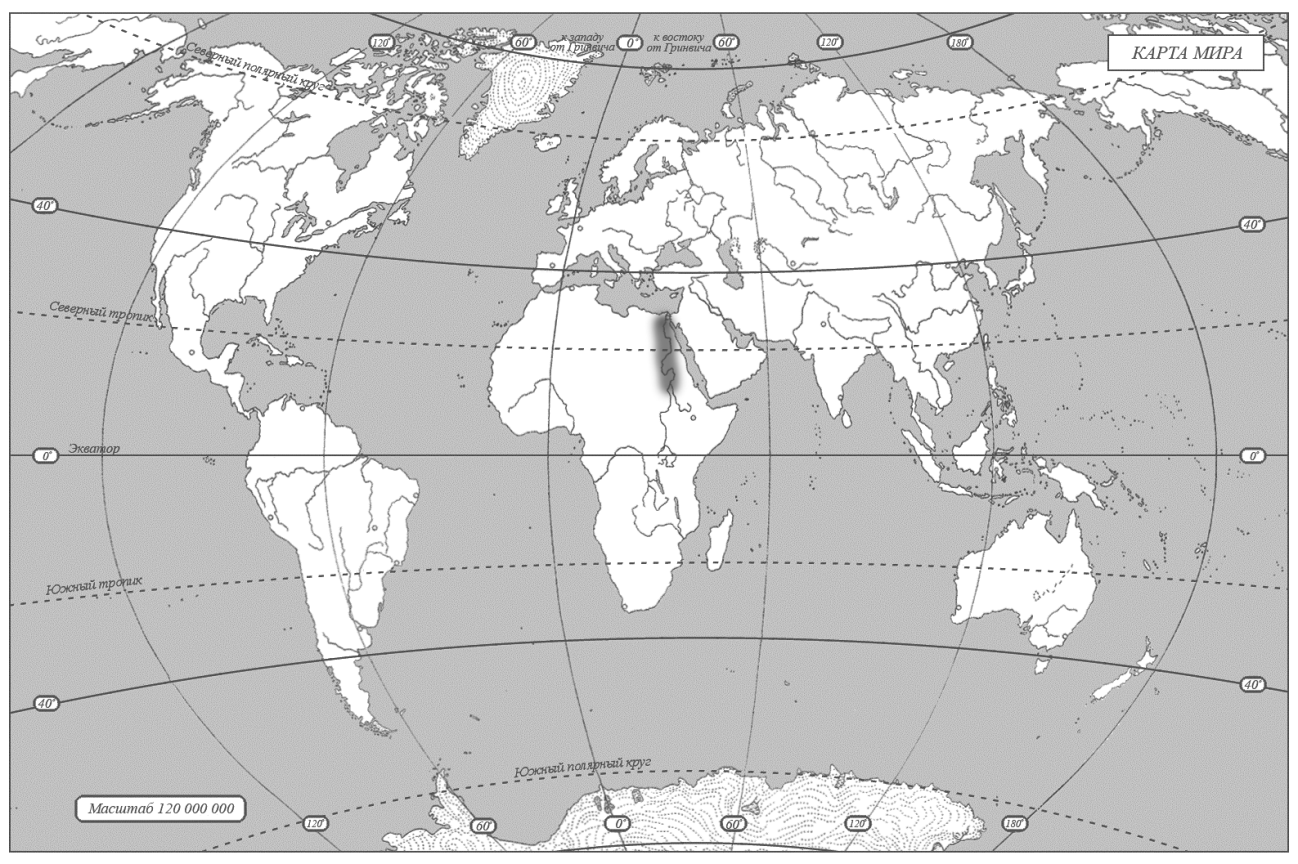 120°
60°
к западу
от Гринвича
0°
к востоку
от Гринвича
60°
120°
180°
КАРТА МИРА
Северный полярный круг
40°
40°
Северный тропик
Экватор
0°
0°
Южный тропик
40°
40°
Южный полярный круг
Масштаб 120 000 000
120°
60°
0°
60°
120°
180°